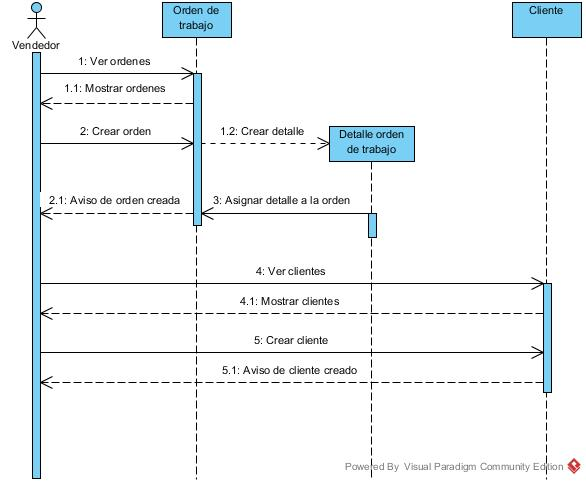 Orden de
trabajo
Cliente
Vendedor
1: Ver ordenes
1.1: Mostrar ordenes
2: Crear orden
1.2: Crear detalle
Detalle orden
de trabajo
2.1: Aviso de orden creada
3: Asignar detalle a la orden
4: Ver clientes
4.1: Mostrar clientes
5: Crear cliente
5.1: Aviso de cliente creado
Powered By Visual Paradigm Community Edition